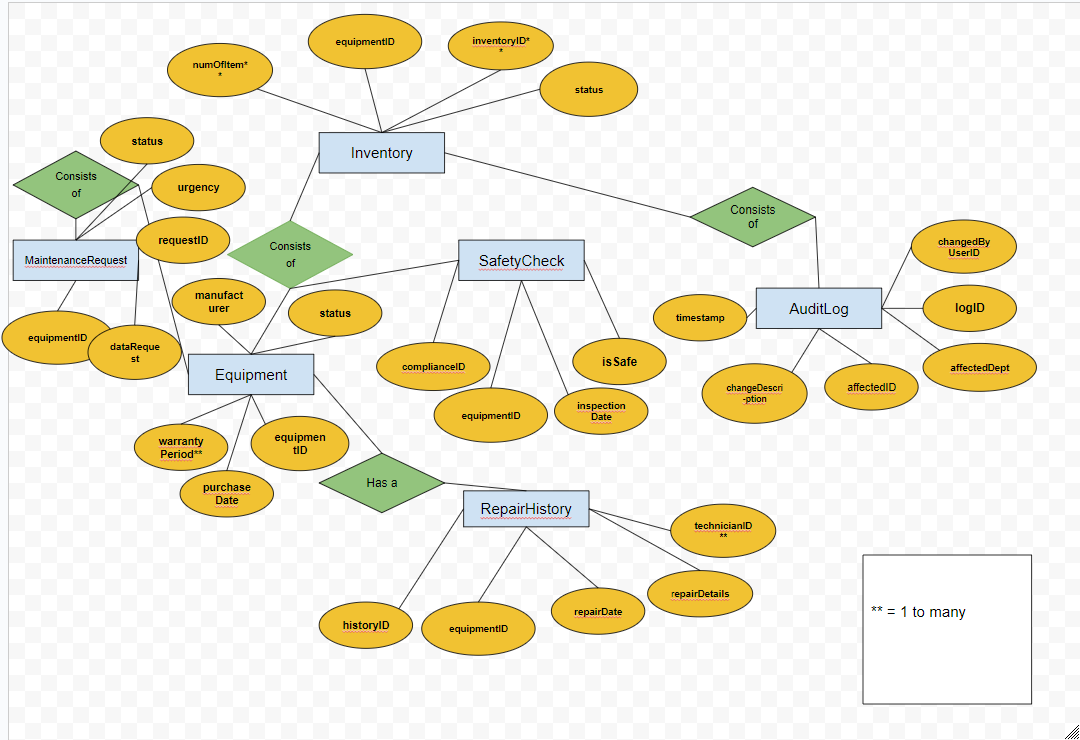 equipmentID
inventoryID*
*
numOfItem*
*
status
Inventory
status
Consists
of
urgency
Consists
of
requestID
MaintenanceRequest
Consists
of
SafetyCheck
changedBy
UserID
manufact
urer
status
timestamp
AuditLog
logID
equipmentID
dataReque
st
Equipment
complianceID
isSafe
affectedDept
changeDescri
-ption
affectedID
equipmentID
inspection
Date
warranty
Period**
equipmen
tID
purchase
Date
Has a
RepairHistory
technicianID
**
repairDetails
historyID
equipmentID
repairDate
** = 1 to many